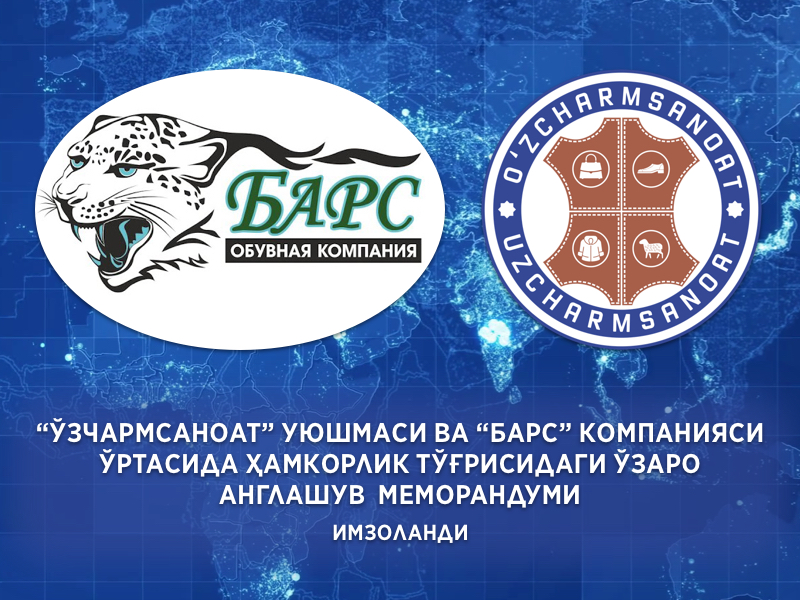 БАРС
ОБУВНАЯ КОМПАНИЯ
O'ZCHARMSANOAT
UZCHARMSANOAT
“ЎЗЧАРМСАНОАТ” УЮШМАСИ ВА “БАРС” КОМПАНИЯСИ
ЎРТАСИДА ҲАМКОРЛИК ТЎҒРИСИДАГИ ЎЗАРО
АНГЛАШУВ МЕМОРАНДУМИ
ИМЗОЛАНДИ